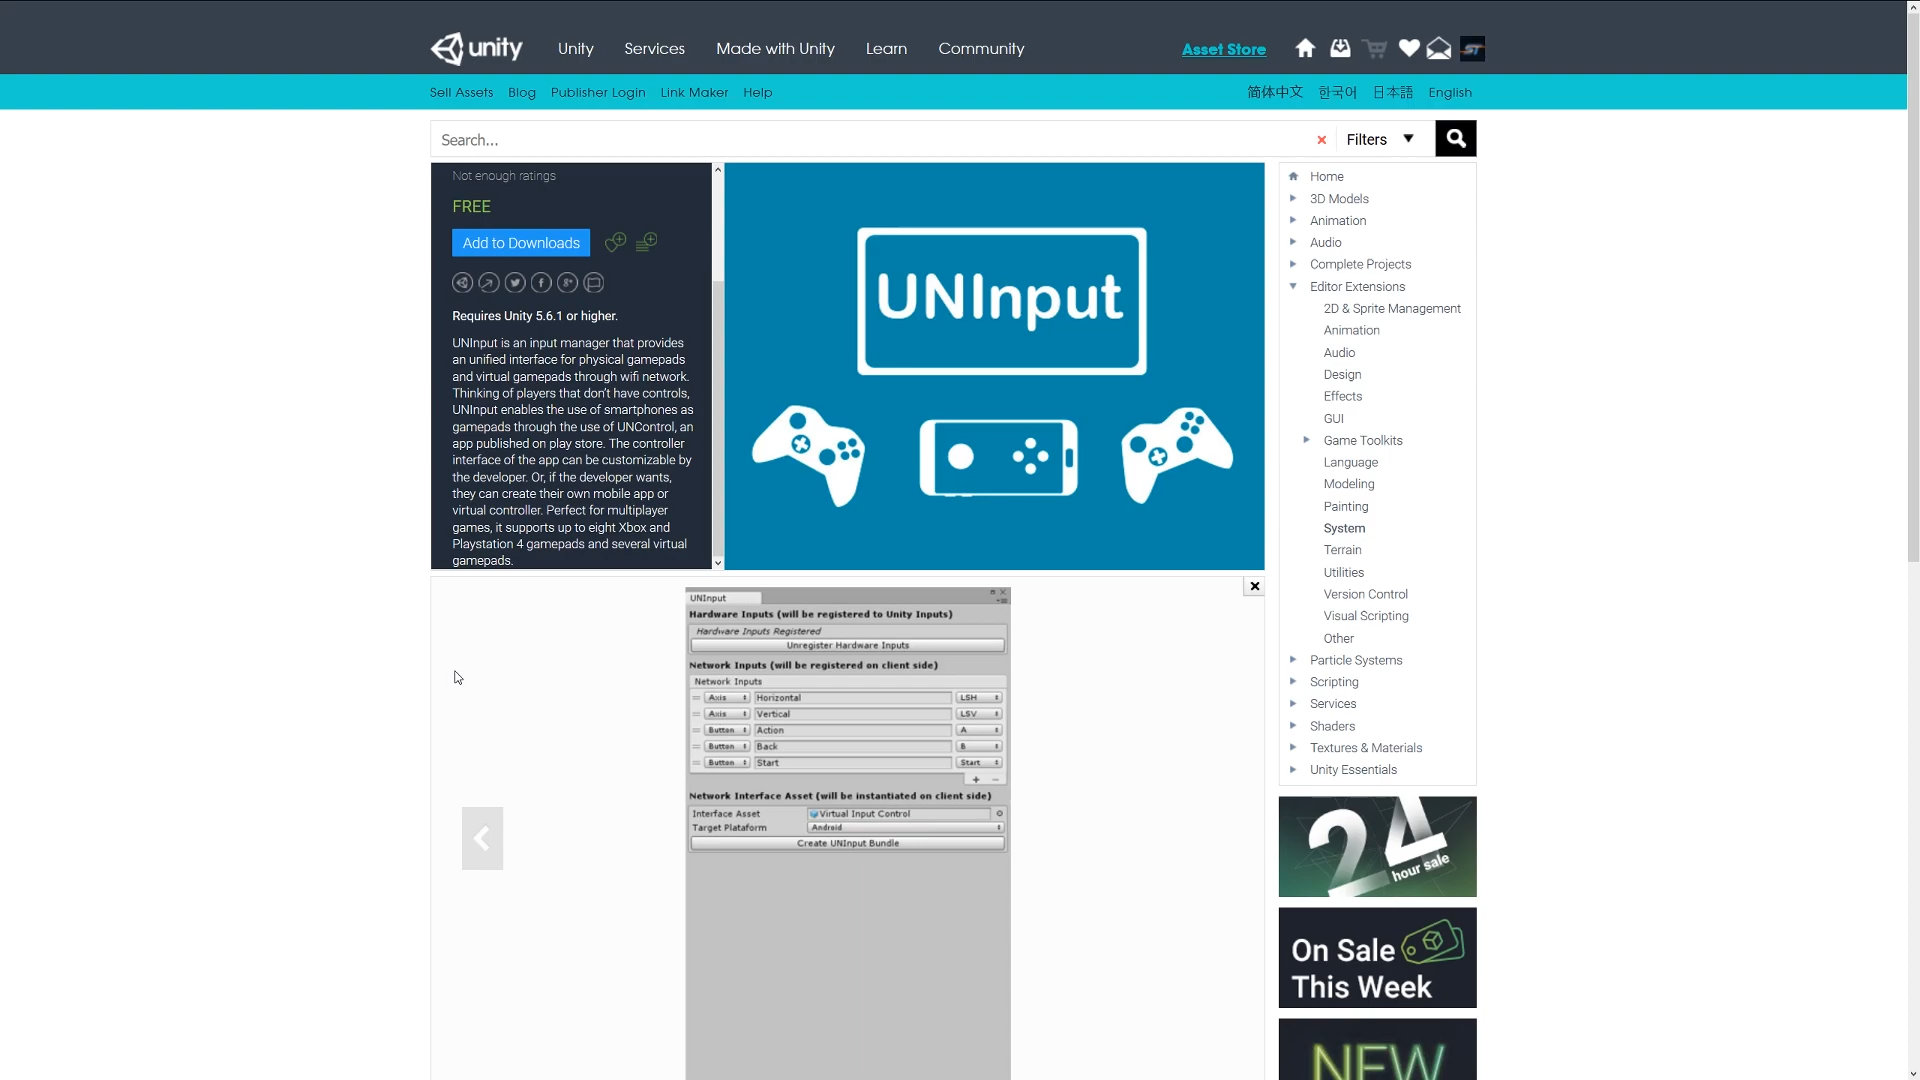 unity
Unity
Services
Made with Unity
Learn
Community
Asset Store
ST
Sell Assets
Blog
Publisher Login
Link Maker
Help
简体中文
한국어
日本語
English
Search...
Filters
Not enough ratings
FREE
Add to Downloads
Requires Unity 5.6.1 or higher.
UNInput is an input manager that provides
an unified interface for physical gamepads
and virtual gamepads through wifi network.
Thinking of players that don't have controls,
UNInput enables the use of smartphones as
gamepads through the use of UNControl, an
app published on play store. The controller
interface of the app can be customizable by
the developer. Or, if the developer wants,
they can create their own mobile app or
virtual controller. Perfect for multiplayer
games, it supports up to eight Xbox and
Playstation 4 gamepads and several virtual
gamepads.
UNInput
Home
3D Models
Animation
Audio
Complete Projects
Editor Extensions
2D & Sprite Management
Animation
Audio
Design
Effects
GUI
Game Toolkits
Language
Modeling
Painting
System
Terrain
Utilities
Version Control
Visual Scripting
Other
Particle Systems
Scripting
Services
Shaders
Textures & Materials
Unity Essentials
UNInput
Hardware Inputs (will be registered to Unity Inputs)
Hardware Inputs Registered
Unregister Hardware Inputs
Network Inputs (will be registered on client side)
Network Inputs
Axis Horizontal LSH
Axis Vertical LSV
Button Action A
Button Back B
Button Start Start
Network Interface Asset (will be instantiated on client side)
Interface Asset Virtual Input Control
Target Plataform Android
Create UNInput Bundle
24
hour sale
On Sale
This Week
NEW